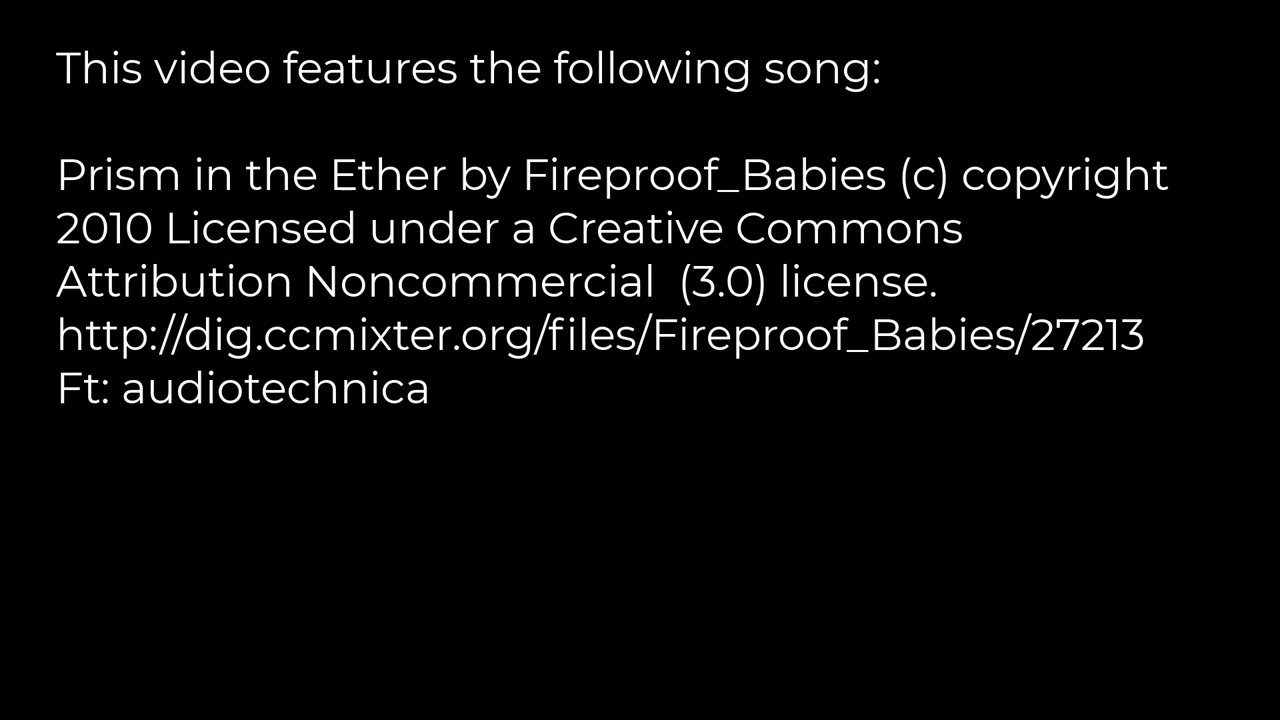 This video features the following song:
Prism in the Ether by Fireproof_Babies (c) copyright
2010 Licensed under a Creative Commons
Attribution Noncommercial  (3.0) license.
http://dig.ccmixter.org/files/Fireproof_Babies/27213
Ft: audiotechnica